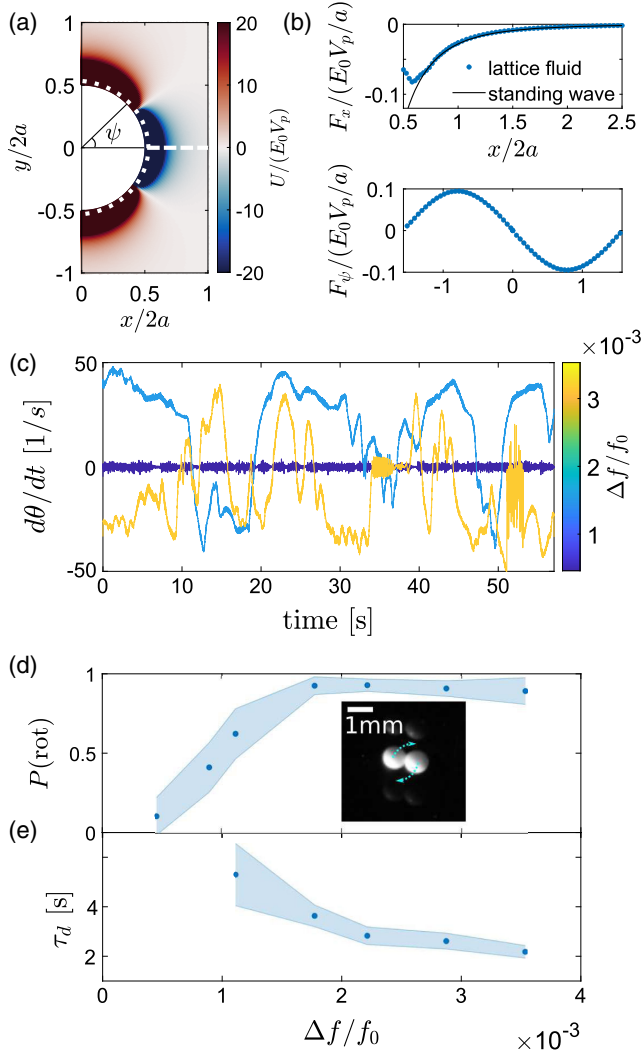 (a)
1
0.5
0
-0.5
-1
y/2a
ψ
0 0.5 1
x/2a
20
10
0
-10
-20
U/(E₀Vₚ)
(b)
0
-0.1
Fₓ/(E₀Vₚ/a)
lattice fluid
standing wave
0.5 1.0 1.5 2.0 2.5
x/2a
0.1
0
-0.1
F_ψ/(E₀Vₚ/a)
-1 0 1
(c)
50
0
-50
dθ/dt [1/s]
0 10 20 30 40 50
time [s]
×10⁻³
3
2
1
Δf/f₀
(d)
1
0.5
0
P(rot)
1mm
(e)
4
2
τ_d [s]
0 1 2 3 4
Δf/f₀
×10⁻³